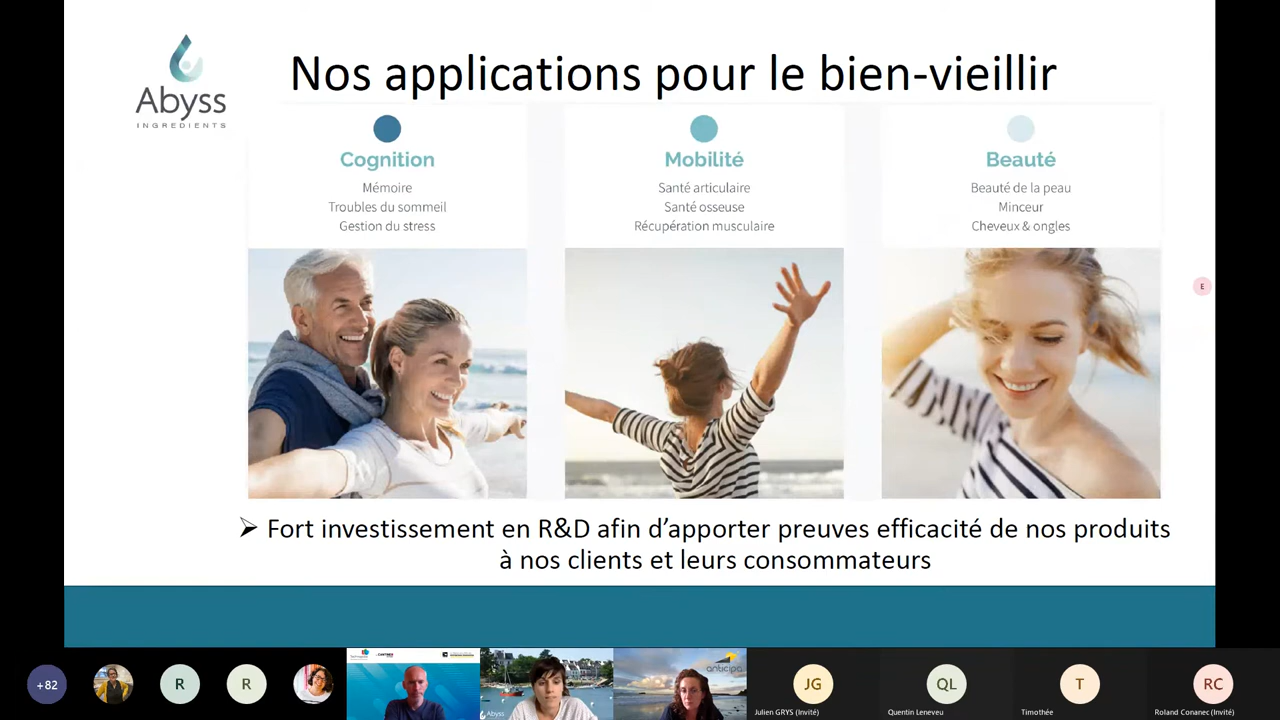 Abyss
INGREDIENTS
Nos applications pour le bien-vieillir
Cognition
Mémoire
Troubles du sommeil
Gestion du stress
Mobilité
Santé articulaire
Santé osseuse
Récupération musculaire
Beauté
Beauté de la peau
Minceur
Cheveux & ongles
E
➢ Fort investissement en R&D afin d’apporter preuves efficacité de nos produits
à nos clients et leurs consommateurs
+82
R
R
Abyss
anticipa
JG
Julien GRYS (Invité)
QL
Quentin Leneveu
T
Timothée
RC
Roland Conanec (Invité)